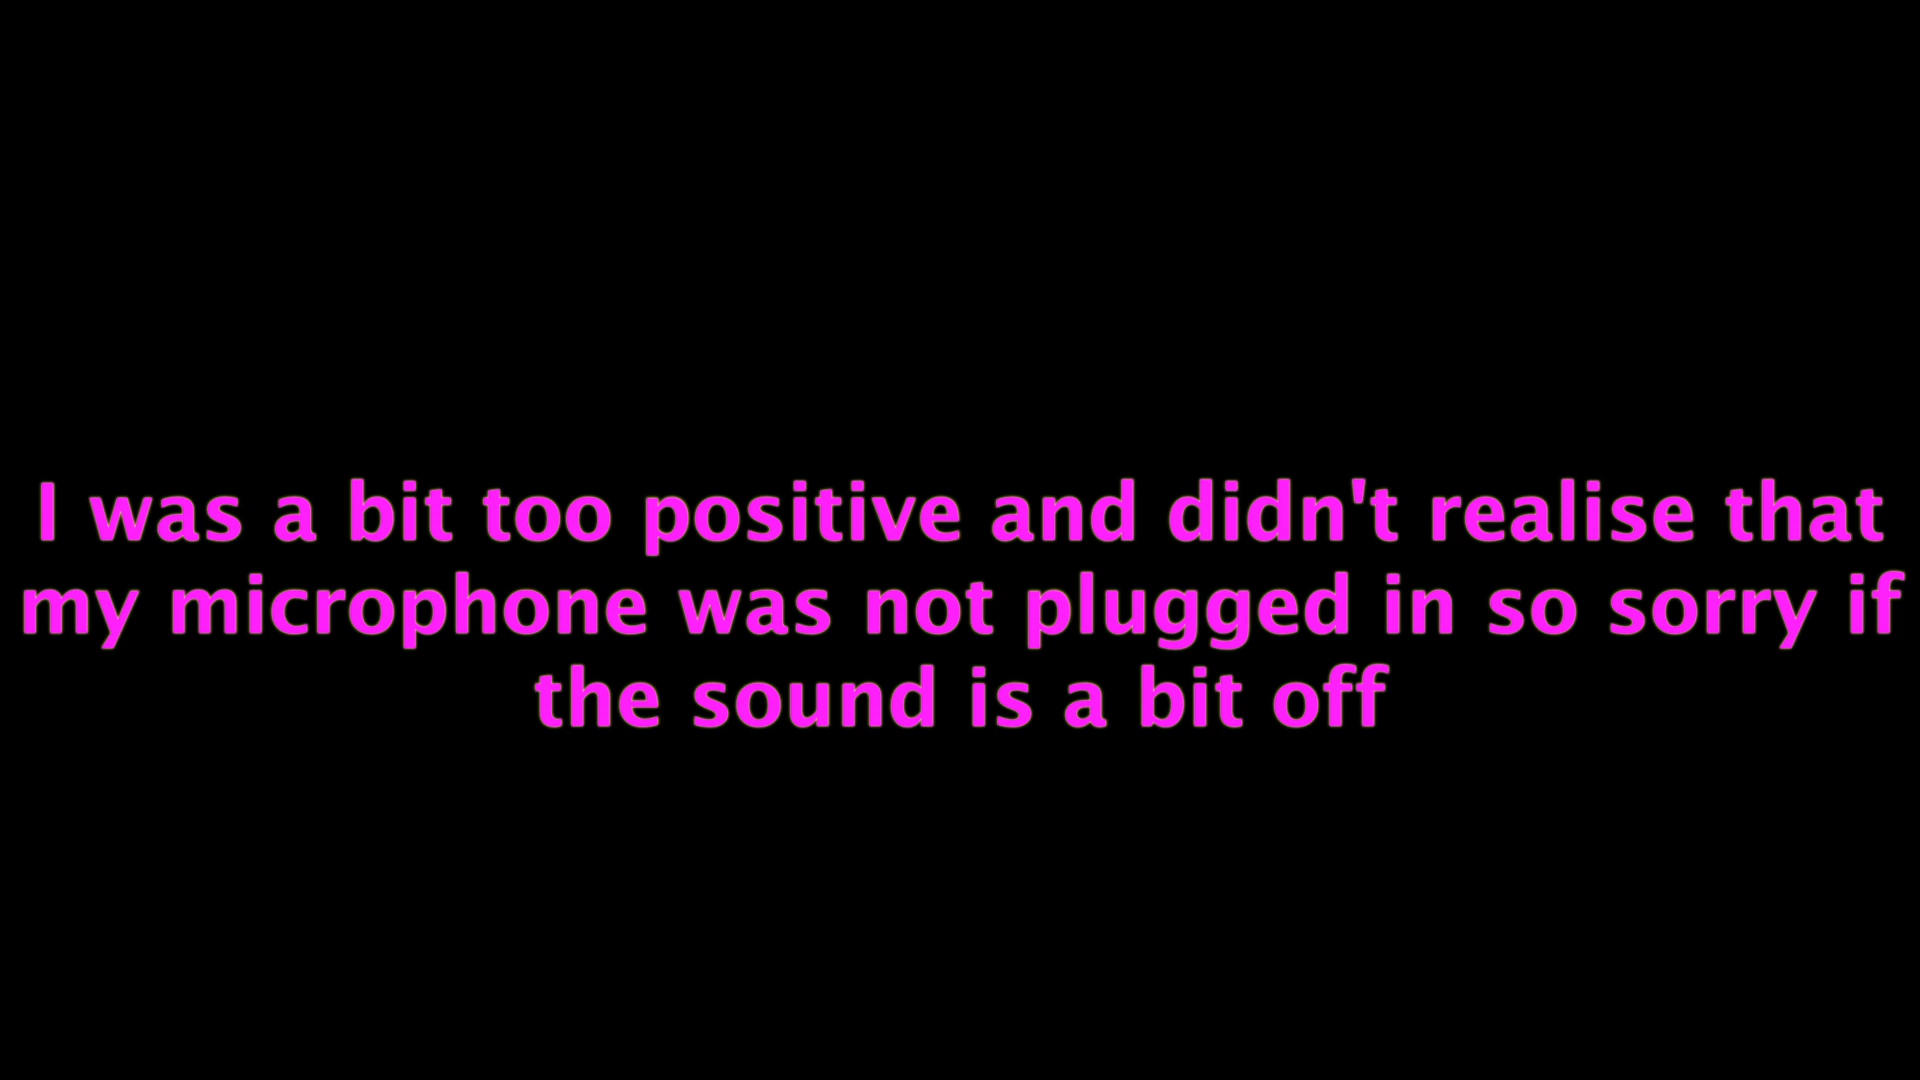 I was a bit too positive and didn't realise that
my microphone was not plugged in so sorry if
the sound is a bit off